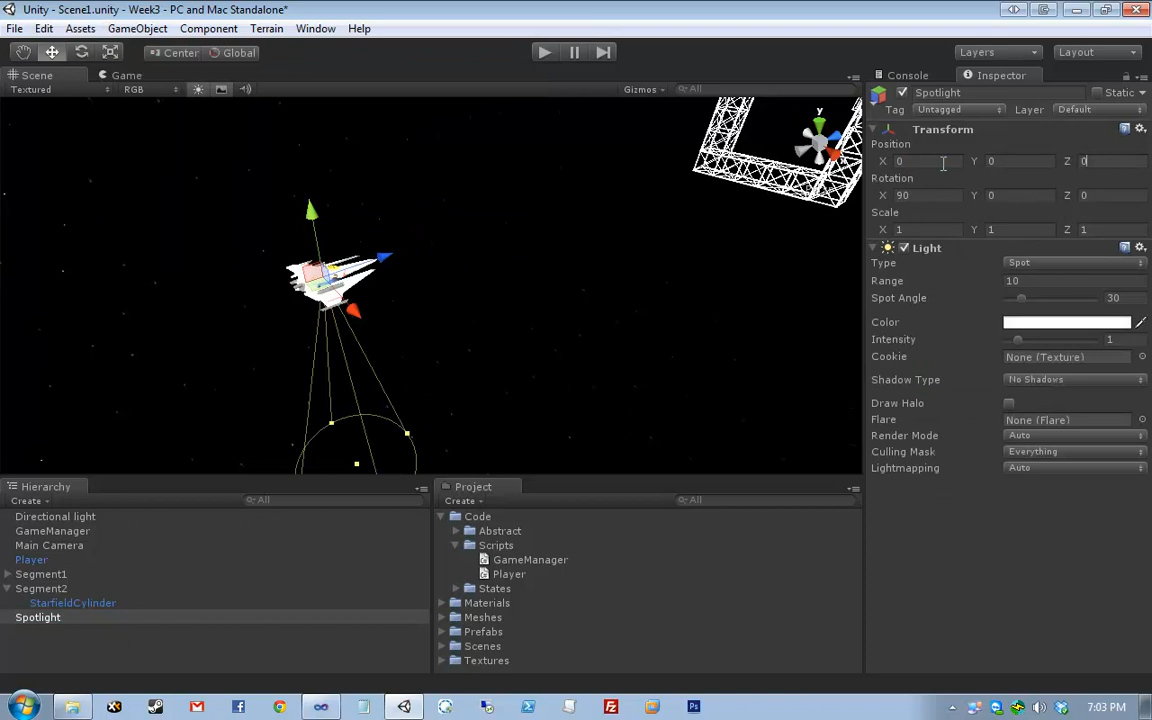 Unity - Scene1.unity - Week3 - PC and Mac Standalone*
File Edit Assets GameObject Component Terrain Window Help
Center Global Layers Layout
Scene Game Console Inspector
Textured RGB Gizmos All
Spotlight Static
Tag Untagged Layer Default
y
Transform
Position
X 0 Y 0 Z 0
Rotation
X 90 Y 0 Z 0
Scale
X 1 Y 1 Z 1
Light
Type Spot
Range 10
Spot Angle 30
Color
Intensity 1
Cookie None (Texture)
Shadow Type No Shadows
Draw Halo
Flare None (Flare)
Render Mode Auto
Culling Mask Everything
Lightmapping Auto
Hierarchy
Create All
Directional light
GameManager
Main Camera
Player
Segment1
Segment2
StarfieldCylinder
Spotlight
Project
Create All
Code
Abstract
Scripts
GameManager
Player
States
Materials
Meshes
Prefabs
Scenes
Textures
7:03 PM